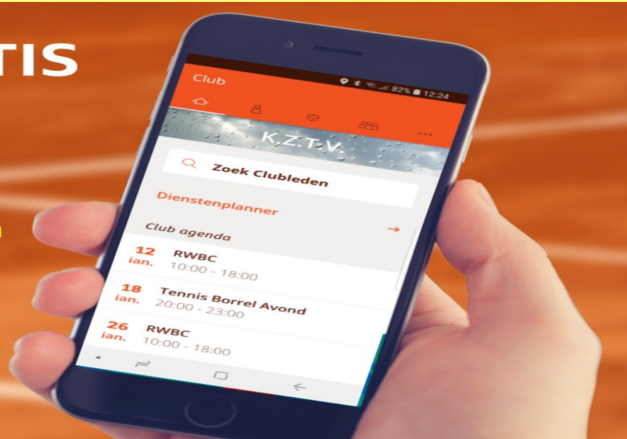 TIS
Club
82% 12:24
K.Z.T.V.
Zoek Clubleden
Dienstenplanner
Club agenda
12 RWBC
jan. 10:00 - 18:00
18 Tennis Borrel Avond
jan. 20:00 - 23:00
26 RWBC
jan. 10:00 - 18:00